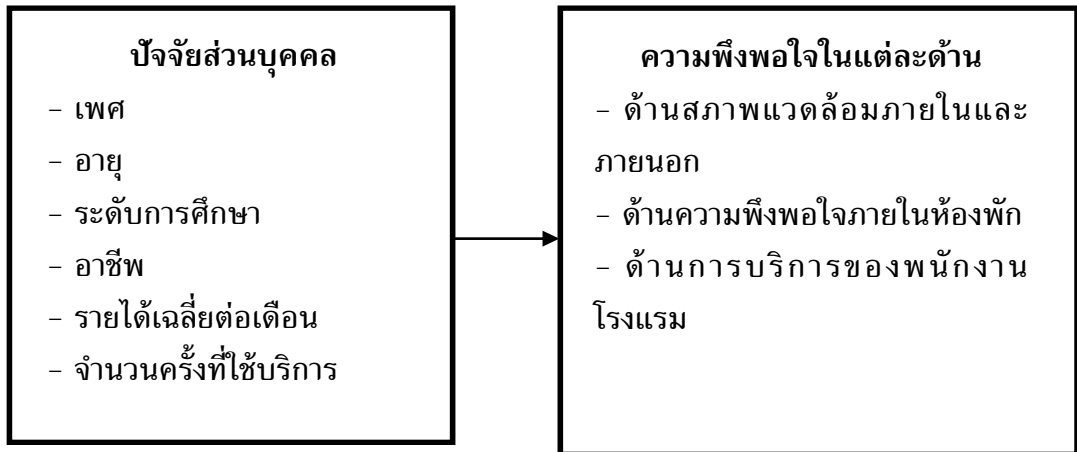 ปัจจัยส่วนบุคคล
– เพศ
– อายุ
– ระดับการศึกษา
– อาชีพ
– รายได้เฉลี่ยต่อเดือน
– จำนวนครั้งที่ใช้บริการ
ความพึงพอใจในแต่ละด้าน
– ด้านสภาพแวดล้อมภายในและ
ภายนอก
– ด้านความพึงพอใจภายในห้องพัก
– ด้านการบริการของพนักงาน
โรงแรม